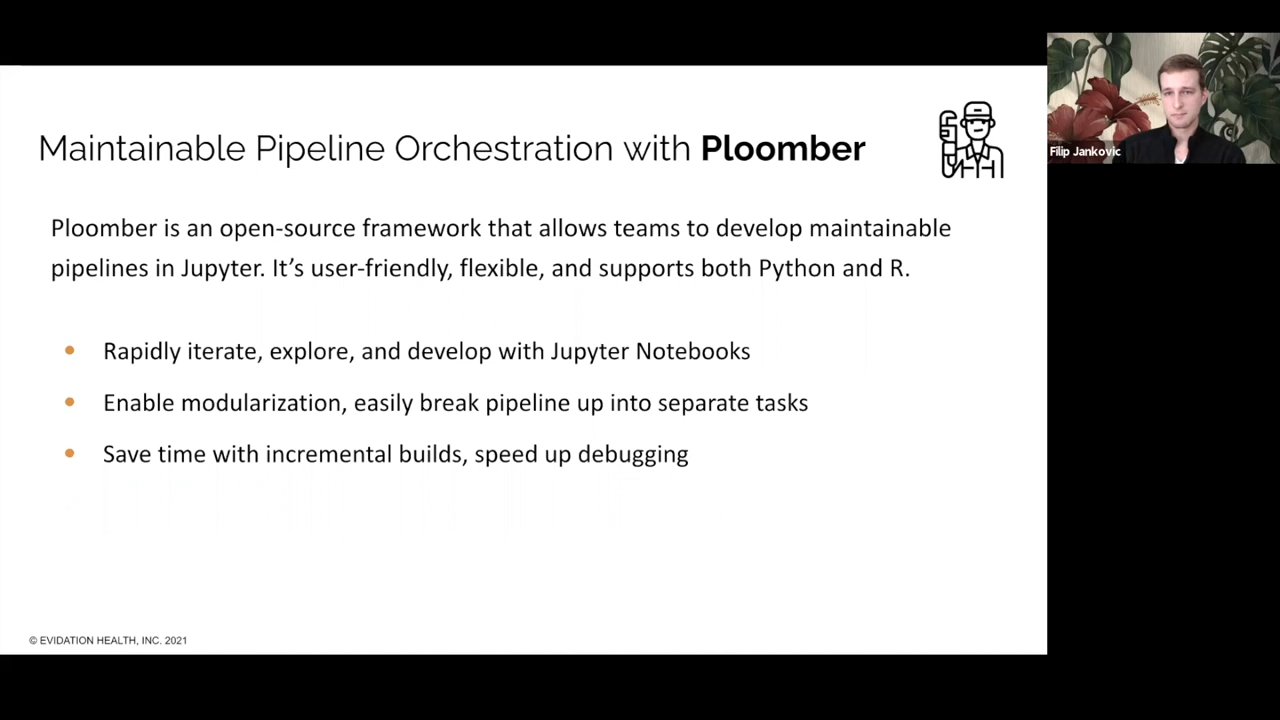 Maintainable Pipeline Orchestration with Ploomber
Ploomber is an open-source framework that allows teams to develop maintainable
pipelines in Jupyter. It’s user-friendly, flexible, and supports both Python and R.
• Rapidly iterate, explore, and develop with Jupyter Notebooks
• Enable modularization, easily break pipeline up into separate tasks
• Save time with incremental builds, speed up debugging
© EVIDATION HEALTH, INC. 2021
Filip Jankovic